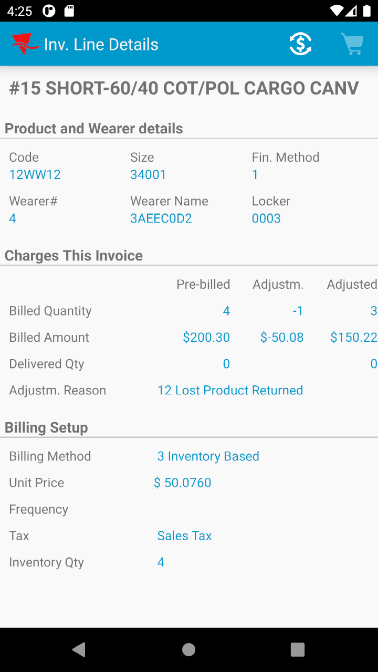 4:25
Inv. Line Details
#15 SHORT-60/40 COT/POL CARGO CANV
Product and Wearer details
Code Size Fin. Method
12WW12 34001 1
Wearer# Wearer Name Locker
4 3AEEC0D2 0003
Charges This Invoice
Pre-billed Adjustm. Adjusted
Billed Quantity 4 -1 3
Billed Amount $200.30 $-50.08 $150.22
Delivered Qty 0 0
Adjustm. Reason 12 Lost Product Returned
Billing Setup
Billing Method 3 Inventory Based
Unit Price $ 50.0760
Frequency
Tax Sales Tax
Inventory Qty 4